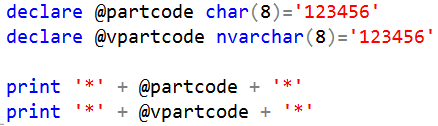 declare @partcode char(8)='123456'
declare @vpartcode nvarchar(8)='123456'
print '*' + @partcode + '*'
print '*' + @vpartcode + '*'